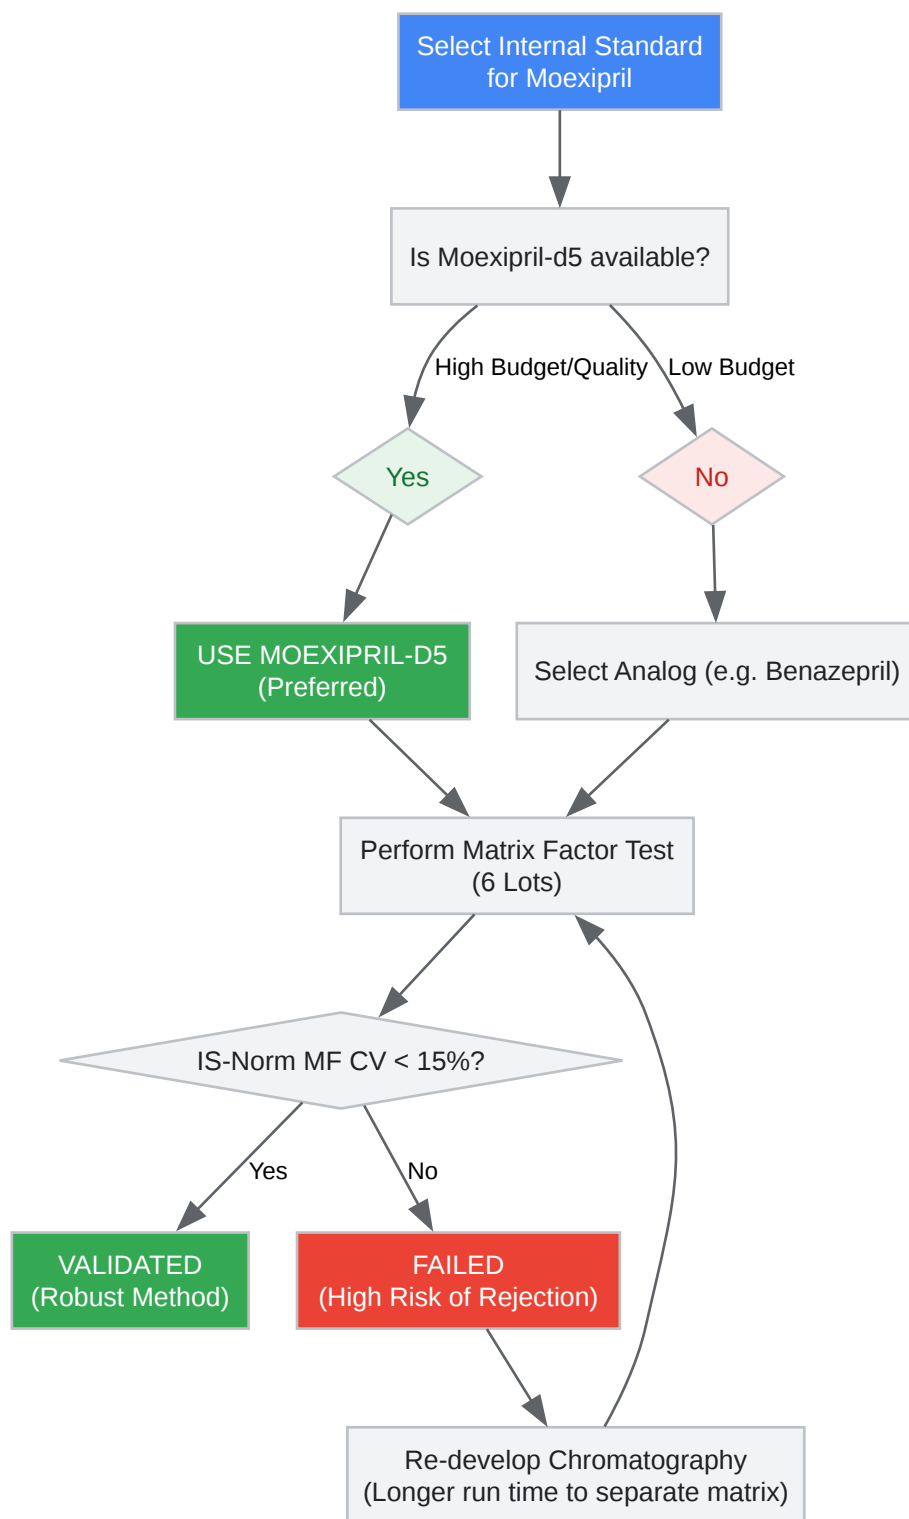 Select Internal Standard
for Moexipril
Is Moexipril-d5 available?
High Budget/Quality
Low Budget
Yes
No
USE MOEXIPRIL-D5
(Preferred)
Select Analog (e.g. Benazepril)
Perform Matrix Factor Test
(6 Lots)
IS-Norm MF CV < 15%?
Yes
No
VALIDATED
(Robust Method)
FAILED
(High Risk of Rejection)
Re-develop Chromatography
(Longer run time to separate matrix)